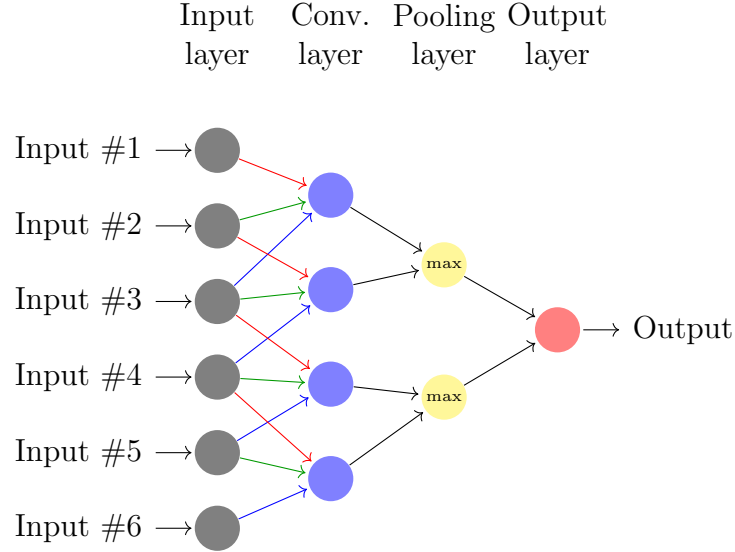 Input Conv. Pooling Output
layer layer layer layer
Input #1
Input #2
max
Input #3
Output
Input #4
max
Input #5
Input #6